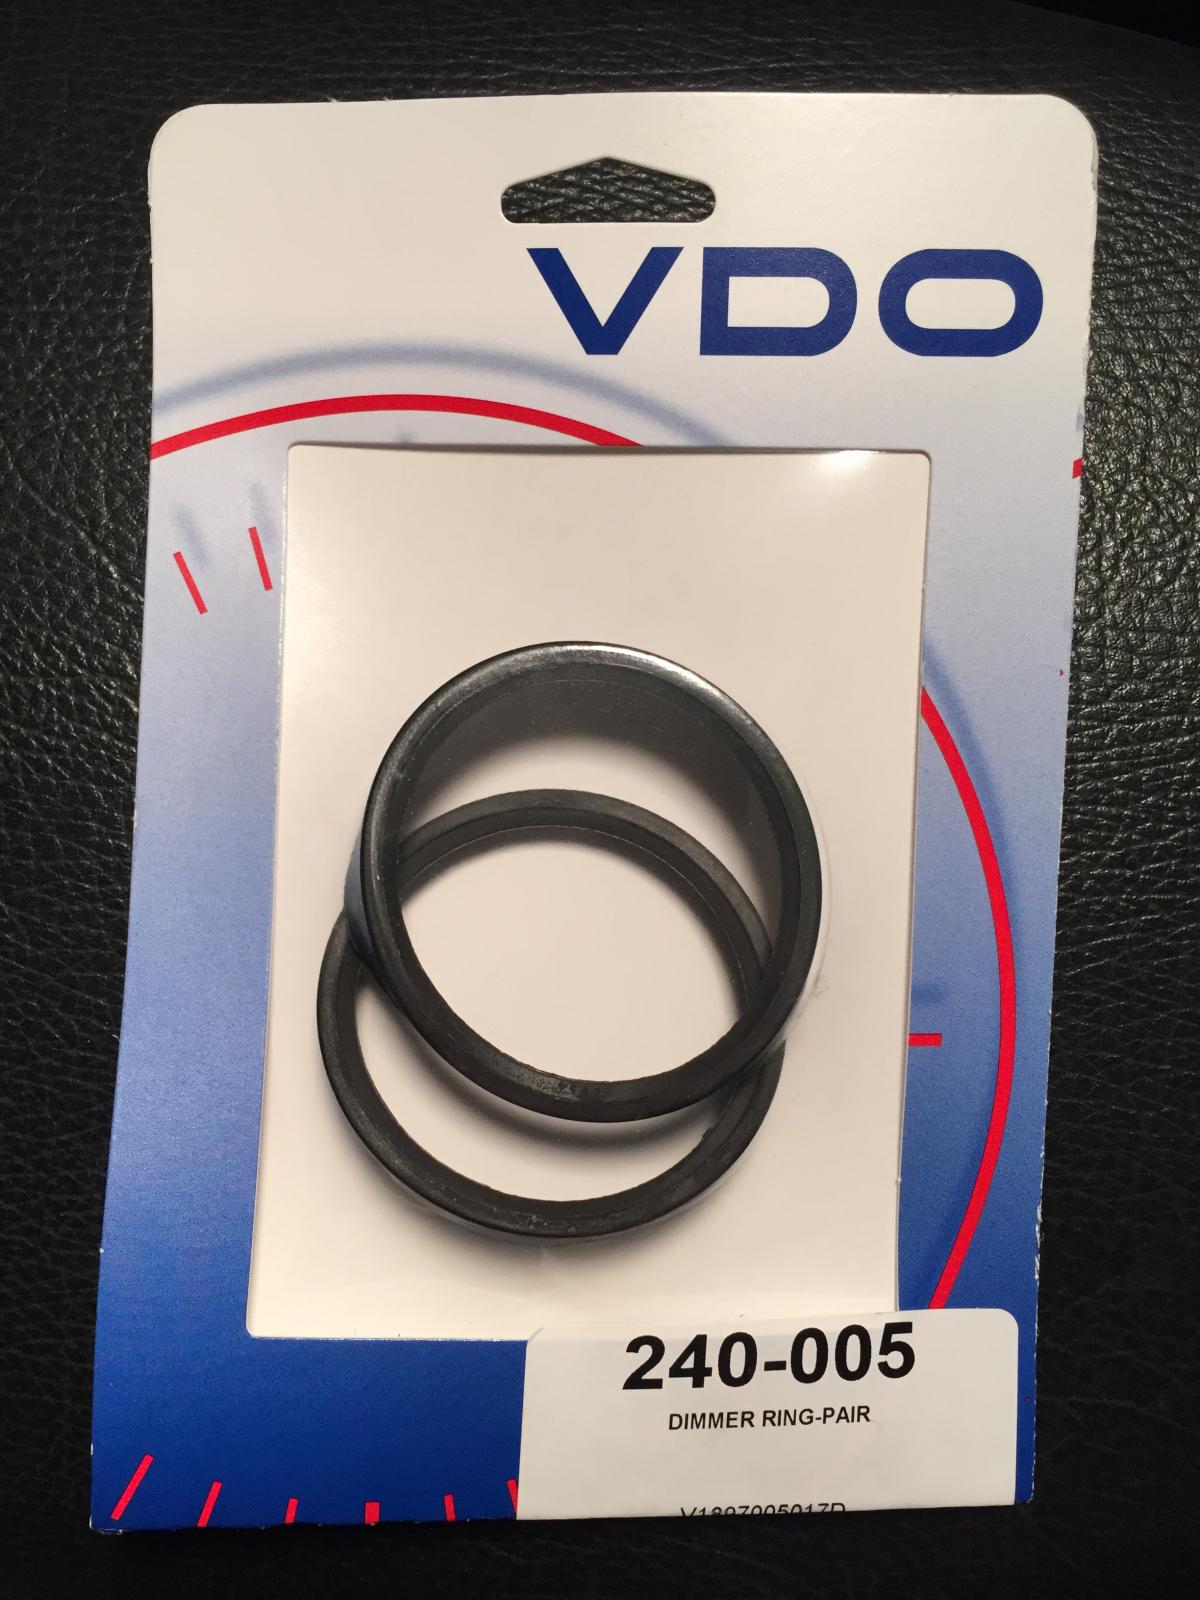 VDO
240-005
DIMMER RING-PAIR